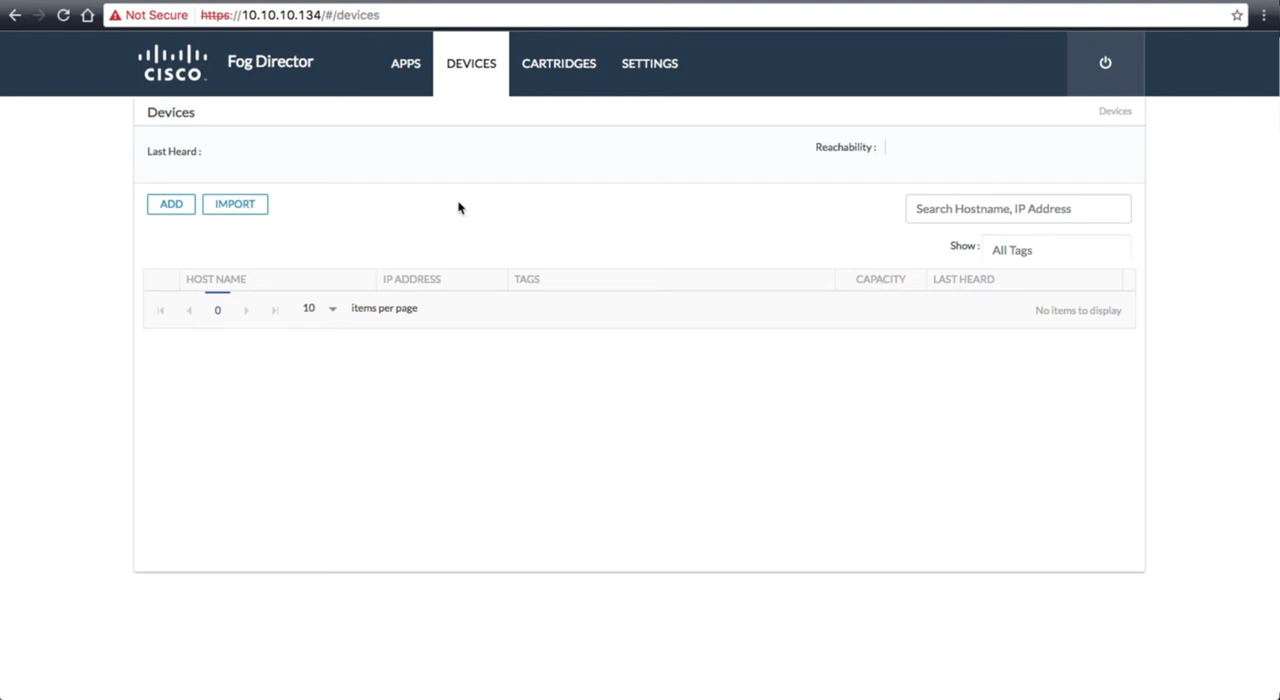 Not Secure https://10.10.10.134/#/devices
CISCO Fog Director APPS DEVICES CARTRIDGES SETTINGS
Devices Devices
Last Heard : Reachability :
ADD IMPORT Search Hostname, IP Address
Show : All Tags
HOST NAME IP ADDRESS TAGS CAPACITY LAST HEARD
0 10 items per page No items to display